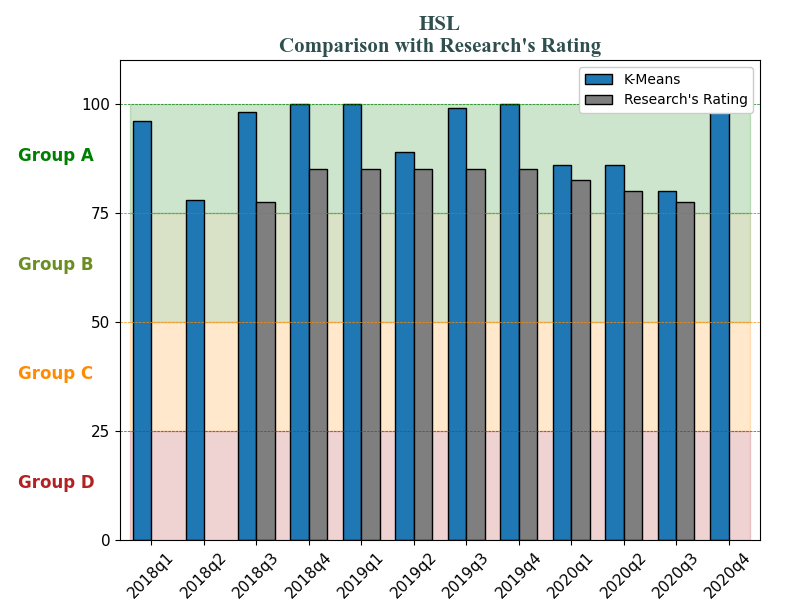 HSL
Comparison with Research's Rating
K-Means
Research's Rating
100
Group A
75
Group B
50
Group C
25
Group D
0
2018q1
2018q2
2018q3
2018q4
2019q1
2019q2
2019q3
2019q4
2020q1
2020q2
2020q3
2020q4